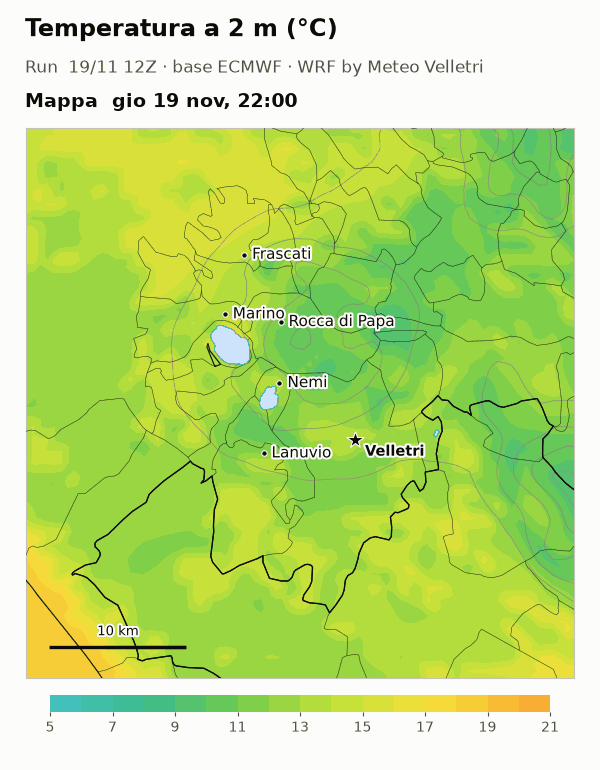 Temperatura a 2 m (°C)
Run  19/11 12Z · base ECMWF · WRF by Meteo Velletri
Mappa  gio 19 nov, 22:00
Frascati
Marino
Rocca di Papa
Nemi
Velletri
Lanuvio
10 km
5 7 9 11 13 15 17 19 21